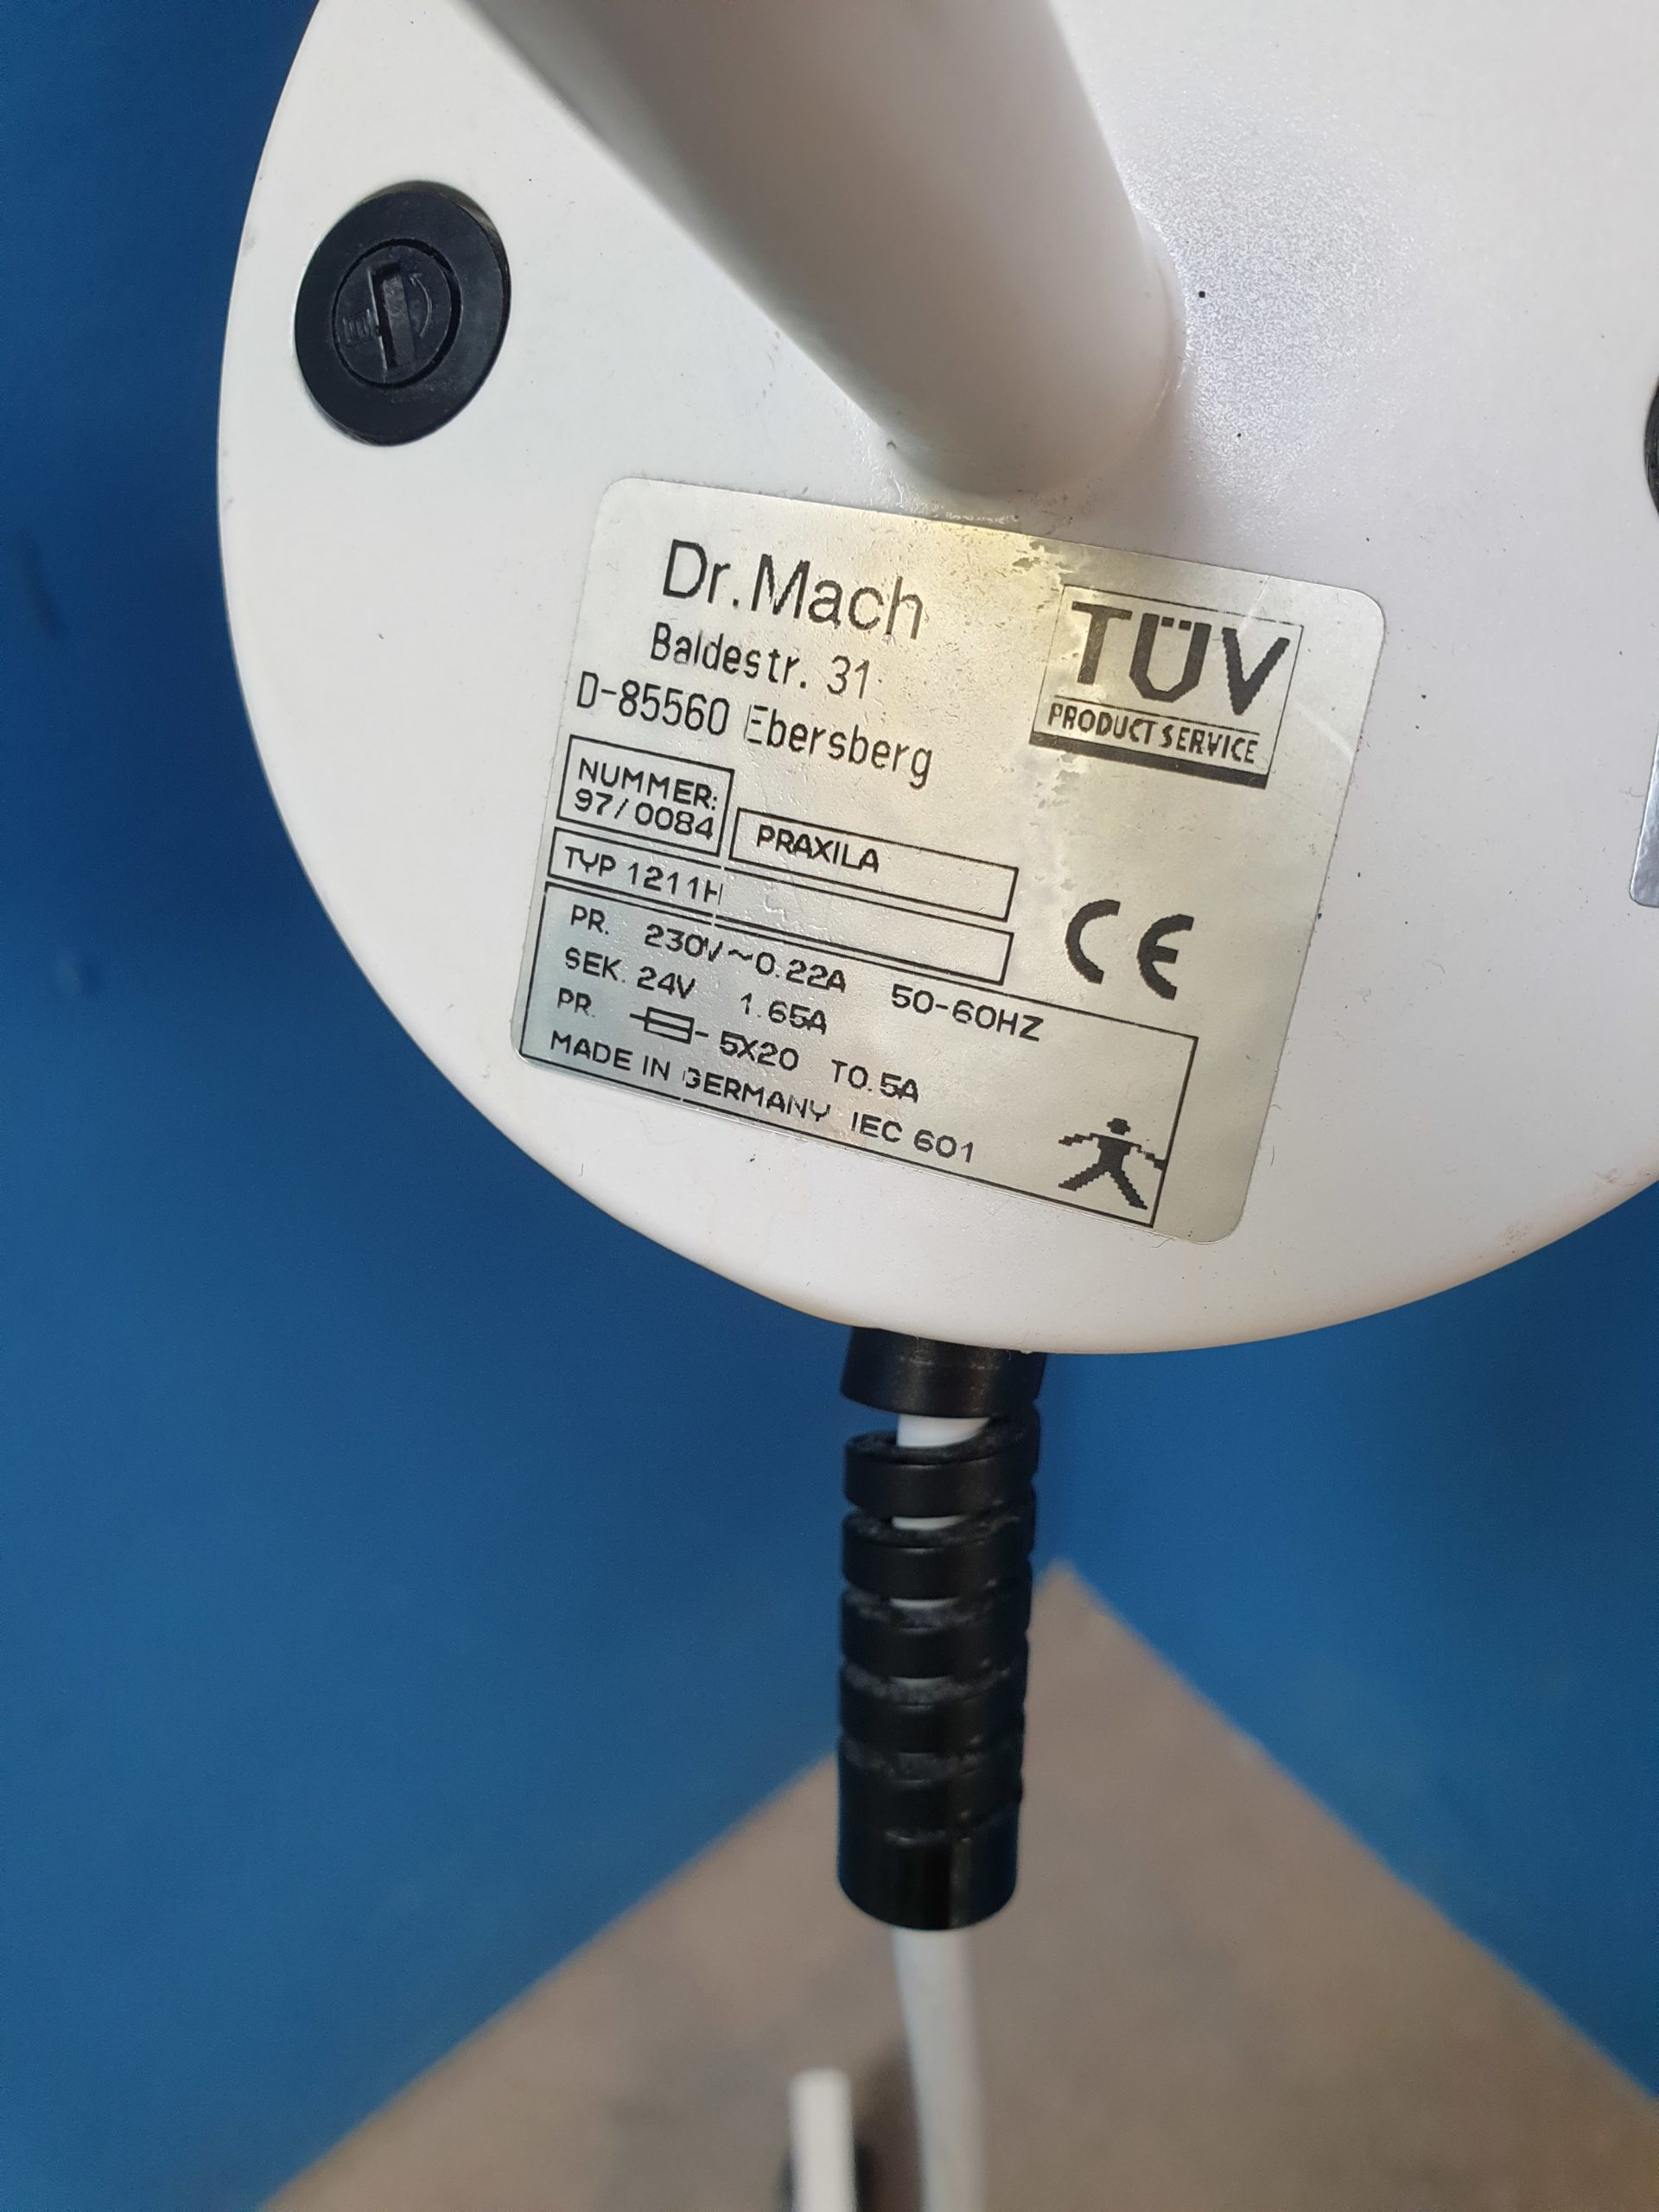 Dr.Mach
Baldestr. 31
D-85560 Ebersberg
TÜV
PRODUCT SERVICE
NUMMER:
97/0084
PRAXILA
TYP 1211H
CE
PR. 230V~0.22A 50-60HZ
SEK. 24V 1.65A
PR. 5X20 T0.5A
MADE IN GERMANY IEC 601